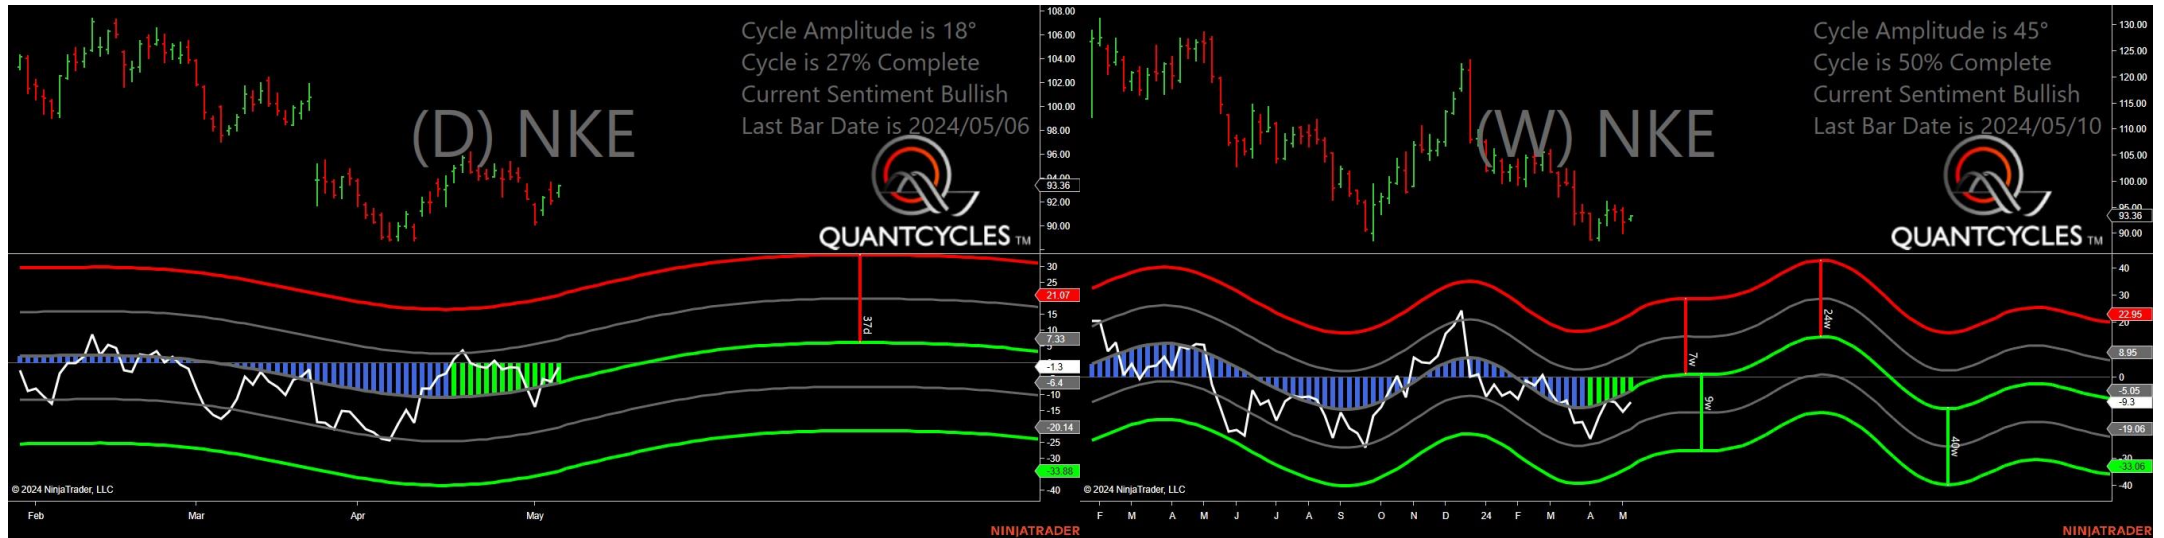 Cycle Amplitude is 18°
Cycle is 27% Complete
Current Sentiment Bullish
Last Bar Date is 2024/05/06
(D) NKE
QUANTCYCLES TM
108.00
106.00
104.00
102.00
100.00
98.00
96.00
94.00
93.36
92.00
90.00
30
25
21.07
15
10
7.33
5
-1.3
-6.4
-10
-15
-20.14
-25
-30
-33.88
-40
37d
© 2024 NinjaTrader, LLC
Feb
Mar
Apr
May
NINJATRADER
Cycle Amplitude is 45°
Cycle is 50% Complete
Current Sentiment Bullish
Last Bar Date is 2024/05/10
(W) NKE
QUANTCYCLES TM
130.00
125.00
120.00
115.00
110.00
105.00
100.00
95.00
93.36
90.00
40
30
22.95
20
8.95
0
-5.05
-9.3
-19.06
-30
-33.06
-40
7w
9w
24w
40w
© 2024 NinjaTrader, LLC
F M A M J J A S O N D 24 F M A M
NINJATRADER